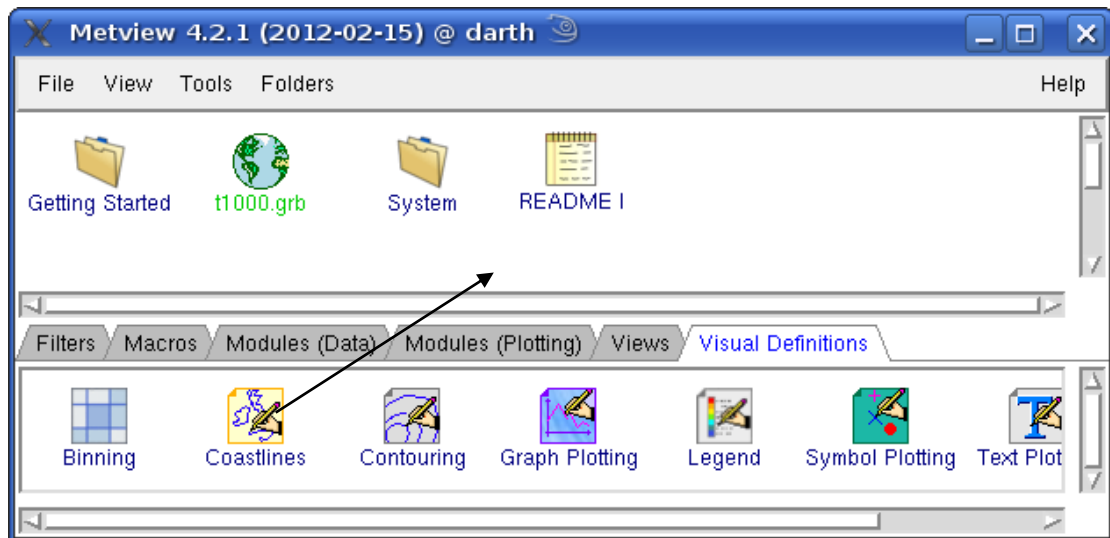 Metview 4.2.1 (2012-02-15) @ darth
File View Tools Folders Help
Getting Started t1000.grb System README I
Filters Macros Modules (Data) Modules (Plotting) Views Visual Definitions
Binning Coastlines Contouring Graph Plotting Legend Symbol Plotting Text Plot